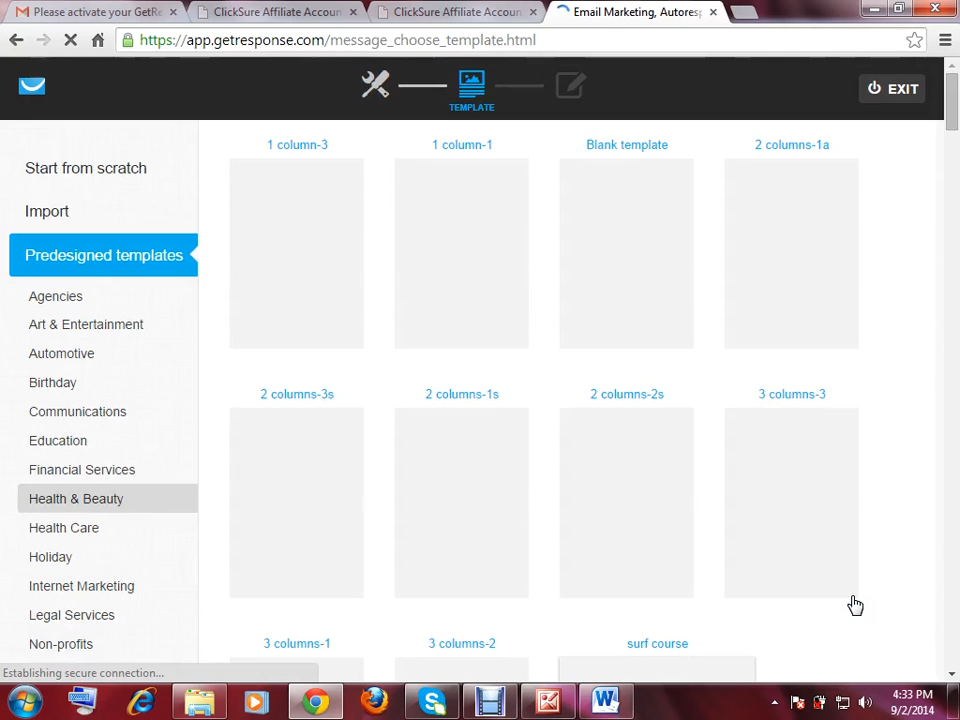 Please activate your GetRe
ClickSure Affiliate Accoun
ClickSure Affiliate Accoun
Email Marketing, Autoresp
https://app.getresponse.com/message_choose_template.html
TEMPLATE
EXIT
Start from scratch
Import
Predesigned templates
Agencies
Art & Entertainment
Automotive
Birthday
Communications
Education
Financial Services
Health & Beauty
Health Care
Holiday
Internet Marketing
Legal Services
Non-profits
1 column-3
1 column-1
Blank template
2 columns-1a
2 columns-3s
2 columns-1s
2 columns-2s
3 columns-3
3 columns-1
3 columns-2
surf course
Establishing secure connection...
4:33 PM
9/2/2014